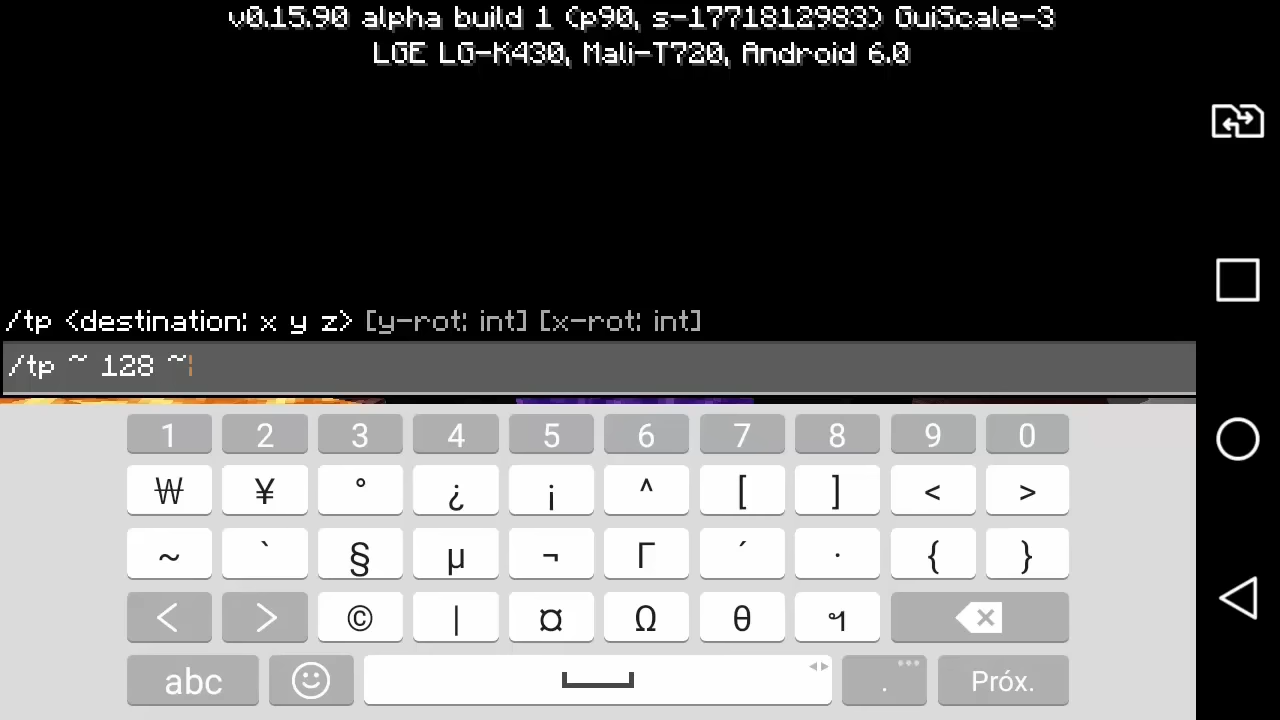 v0.15.90 alpha build 1 (p90, s-1771812983) GuiScale-3
LGE LG-K430, Mali-T720, Android 6.0
/tp <destination: x y z> [y-rot: int] [x-rot: int]
/tp ~ 128 ~
1 2 3 4 5 6 7 8 9 0
₩ ¥ ° ¿ ¡ ^ [ ] < >
~ ` § µ ¬ Γ ´ · { }
< > © | ¤ Ω θ
abc . Próx.